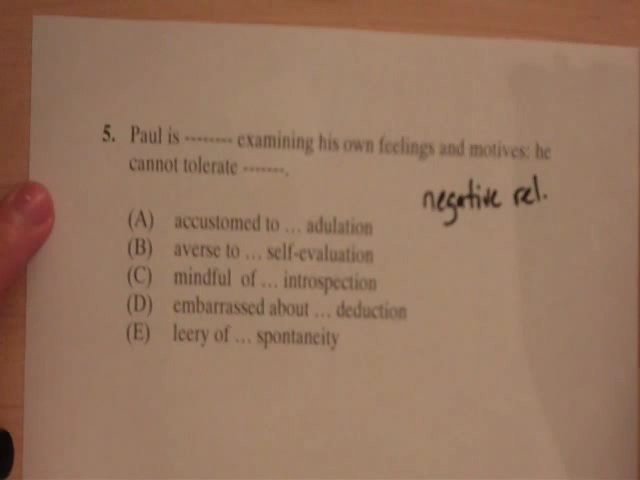 5. Paul is -------- examining his own feelings and motives: he
cannot tolerate -------.
negative rel.
(A) accustomed to ... adulation
(B) averse to ... self-evaluation
(C) mindful of ... introspection
(D) embarrassed about ... deduction
(E) leery of ... spontaneity